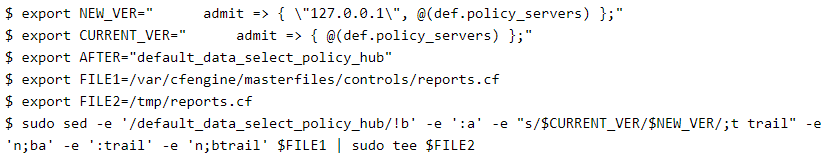 $ export NEW_VER="      admit => { \"127.0.0.1\", @(def.policy_servers) };"
$ export CURRENT_VER="      admit => { @(def.policy_servers) };"
$ export AFTER="default_data_select_policy_hub"
$ export FILE1=/var/cfengine/masterfiles/controls/reports.cf
$ export FILE2=/tmp/reports.cf
$ sudo sed -e '/default_data_select_policy_hub/!b' -e ':a' -e "s/$CURRENT_VER/$NEW_VER/;t trail" -e
'n;ba' -e ':trail' -e 'n;btrail' $FILE1 | sudo tee $FILE2